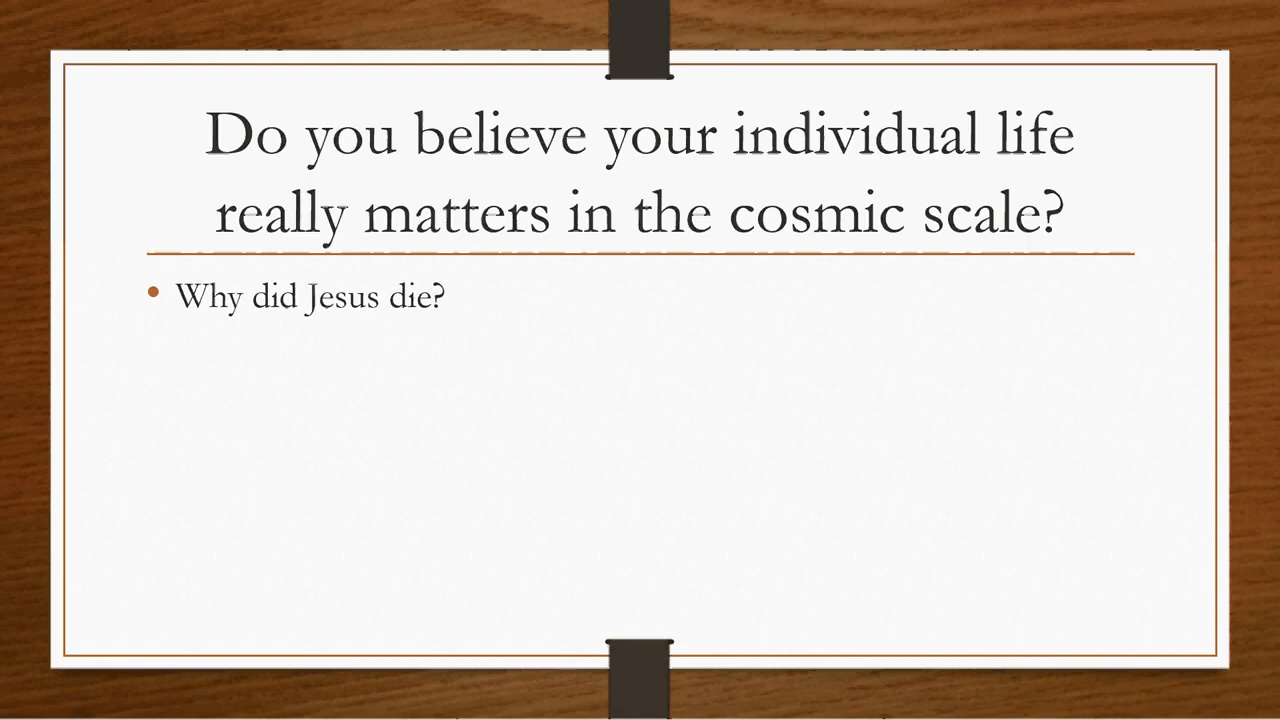 Do you believe your individual life
really matters in the cosmic scale?
Why did Jesus die?